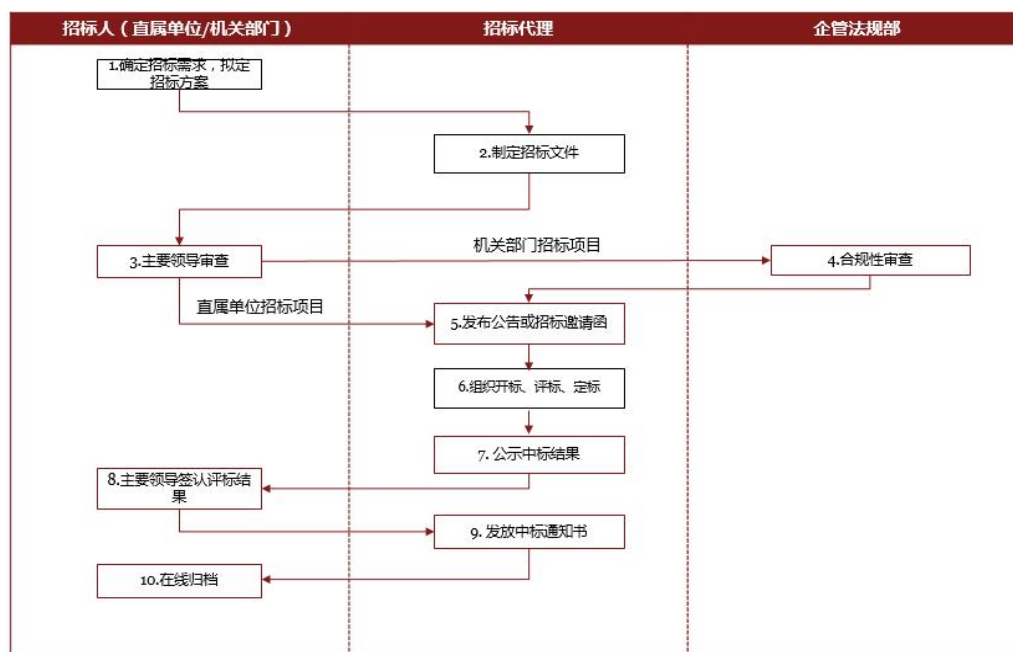 招标人（直属单位/机关部门）
招标代理
企管法规部
1.确定招标需求，拟定
招标方案
2.制定招标文件
机关部门招标项目
3.主要领导审查
4.合规性审查
直属单位招标项目
5.发布公告或招标邀请函
6.组织开标、评标、定标
7. 公示中标结果
8.主要领导签认评标结
果
9. 发放中标通知书
10.在线归档